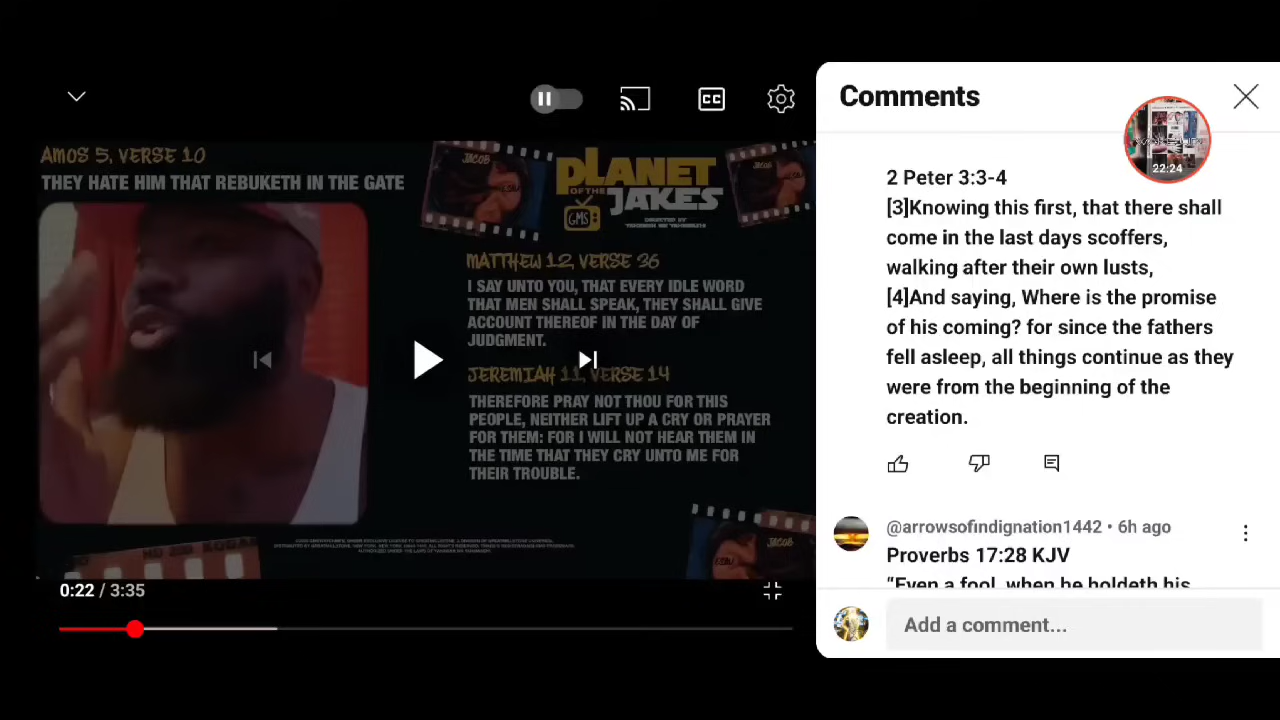 AMOS 5, VERSE 10
THEY HATE HIM THAT REBUKETH IN THE GATE
JACOB
PLANET
OF THE
JAKES
GMS
DIRECTED BY
JACOB
MATTHEW 12, VERSE 36
I SAY UNTO YOU, THAT EVERY IDLE WORD
THAT MEN SHALL SPEAK, THEY SHALL GIVE
ACCOUNT THEREOF IN THE DAY OF
JUDGMENT.
JEREMIAH 11, VERSE 14
THEREFORE PRAY NOT THOU FOR THIS
PEOPLE, NEITHER LIFT UP A CRY OR PRAYER
FOR THEM: FOR I WILL NOT HEAR THEM IN
THE TIME THAT THEY CRY UNTO ME FOR
THEIR TROUBLE.
JACOB
0:22 / 3:35
CC
Comments
22:24
2 Peter 3:3-4
[3]Knowing this first, that there shall
come in the last days scoffers,
walking after their own lusts,
[4]And saying, Where is the promise
of his coming? for since the fathers
fell asleep, all things continue as they
were from the beginning of the
creation.
@arrowsofindignation1442 • 6h ago
Proverbs 17:28 KJV
“Even a fool, when he holdeth his
Add a comment...